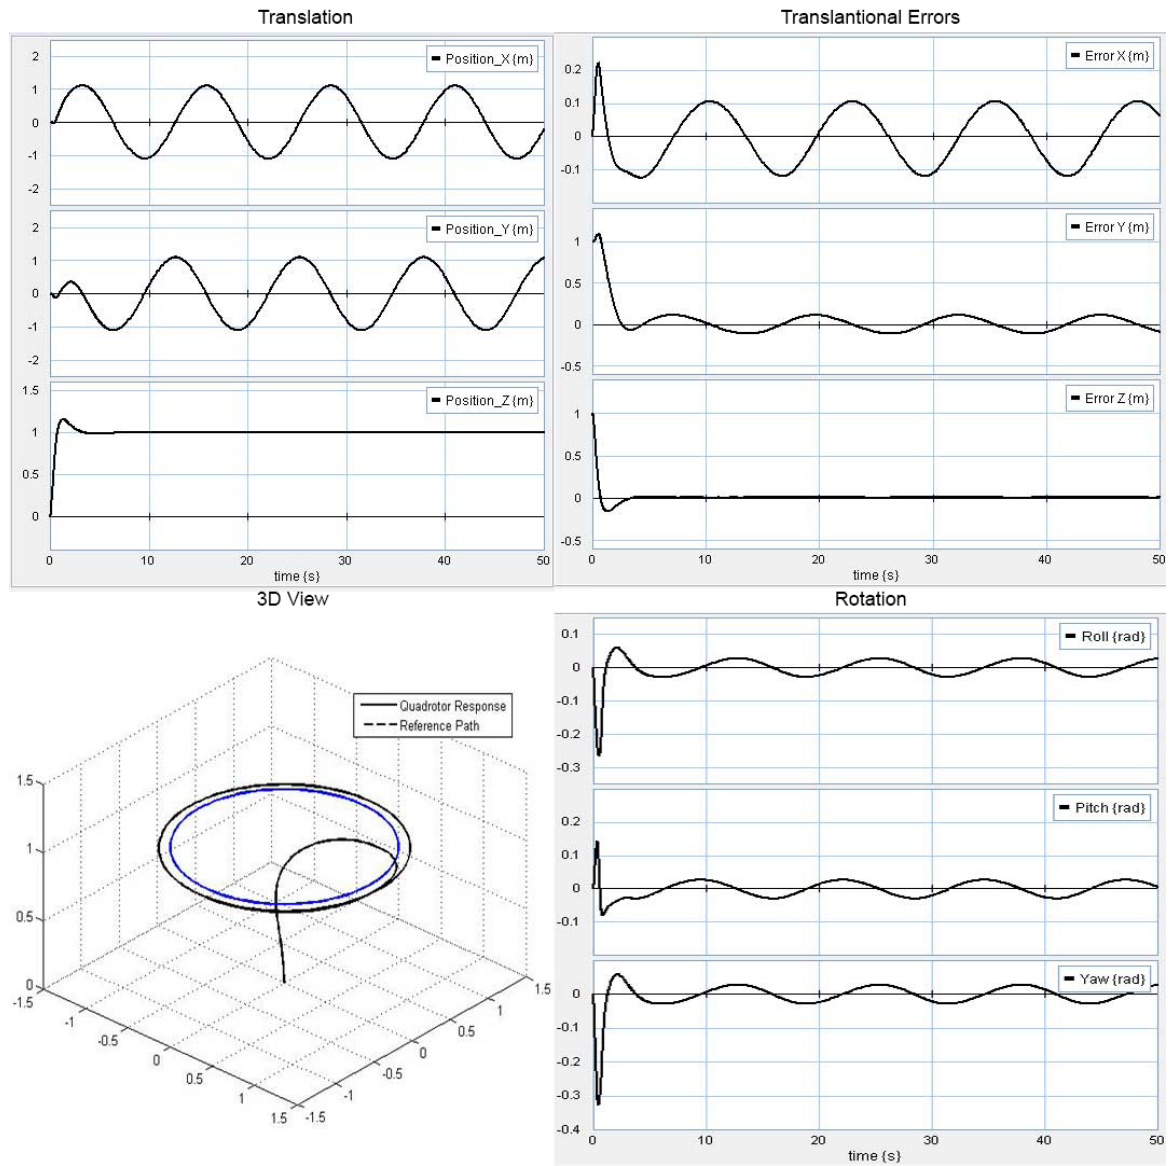 Translation
2
1
0
-1
-2
Position_X {m}
2
1
0
-1
-2
Position_Y {m}
1.5
1
0.5
0
Position_Z {m}
0 10 20 30 40 50
time {s}
Translantional Errors
0.2
0.1
0
-0.1
Error X {m}
1
0.5
0
-0.5
Error Y {m}
1
0.5
0
-0.5
Error Z {m}
0 10 20 30 40 50
time {s}
3D View
Quadrotor Response
Reference Path
1.5
1
0.5
0
-1.5
-1
-0.5
0
0.5
1
1.5
-1.5
-1
-0.5
0
0.5
1
1.5
Rotation
0.1
0
-0.1
-0.2
-0.3
Roll {rad}
0.2
0.1
0
-0.1
Pitch {rad}
0
-0.1
-0.2
-0.3
-0.4
Yaw {rad}
0 10 20 30 40 50
time {s}